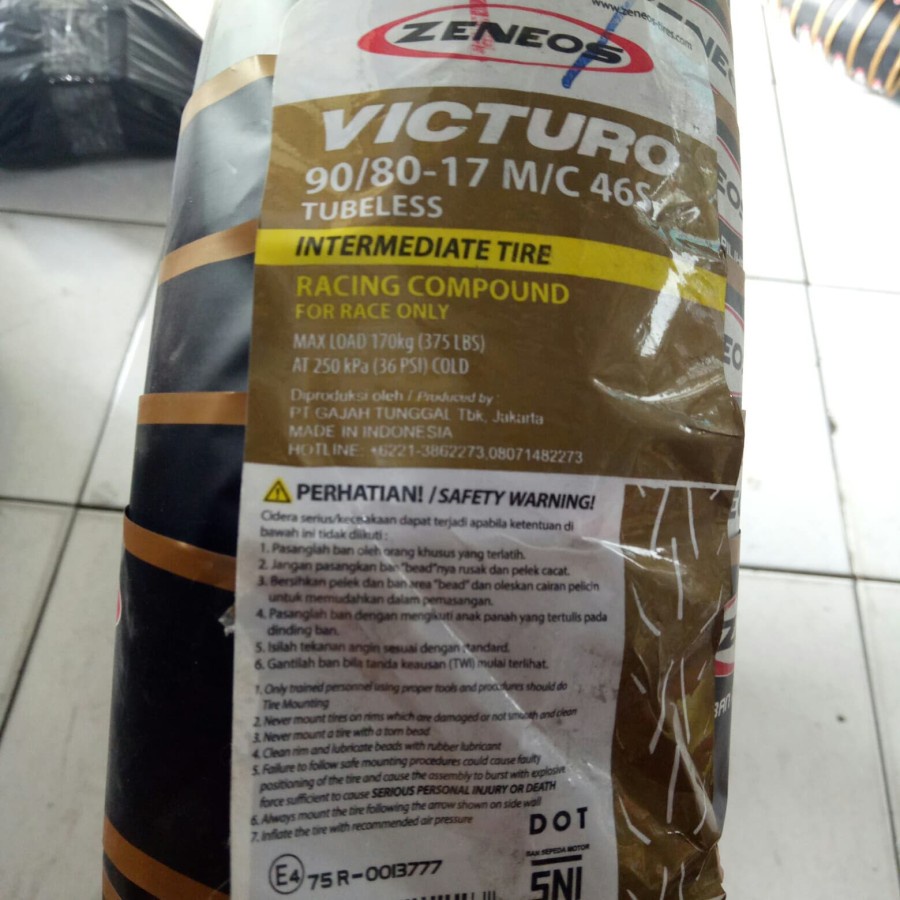 ZENEOS
www.zeneos-tires.com
VICTURO
90/80-17 M/C 46S
TUBELESS
INTERMEDIATE TIRE
RACING COMPOUND
FOR RACE ONLY
MAX LOAD 170kg (375 LBS)
AT 250 kPa (36 PSI) COLD
Diproduksi oleh / Produced by :
PT GAJAH TUNGGAL Tbk, Jakarta
MADE IN INDONESIA
HOTLINE: +6221-3862273,08071482273
PERHATIAN! / SAFETY WARNING!
Cidera serius/kecelakaan dapat terjadi apabila ketentuan di
bawah ini tidak diikuti :
1. Pasanglah ban oleh orang khusus yang terlatih.
2. Jangan pasangkan ban "bead"nya rusak dan pelek cacat.
3. Bersihkan pelek dan ban area "bead" dan oleskan cairan pelicin
untuk memudahkan dalam pemasangan.
4. Pasanglah ban dengan mengikuti anak panah yang tertulis pada
dinding ban.
5. Isilah tekanan angin sesuai dengan standard.
6. Gantilah ban bila tanda keausan (TWI) mulai terlihat.
1. Only trained personnel using proper tools and procedures should do
Tire Mounting
2. Never mount tires on rims which are damaged or not smooth and clean
3. Never mount a tire with a torn bead
4. Clean rim and lubricate beads with rubber lubricant
5. Failure to follow safe mounting procedures could cause faulty
positioning of the tire and cause the assembly to burst with explosive
force sufficient to cause SERIOUS PERSONAL INJURY OR DEATH
6. Always mount the tire following the arrow shown on side wall
7. Inflate the tire with recommended air pressure
DOT
BAN SEPEDA MOTOR
SNI
E4 75 R-0013777